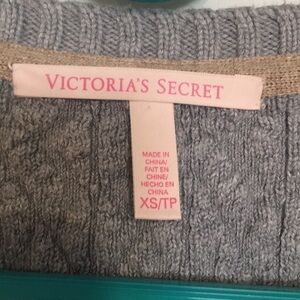 VICTORIA'S SECRET
MADE IN
CHINA/
FAIT EN
CHINE/
HECHO EN
CHINA
XS/TP